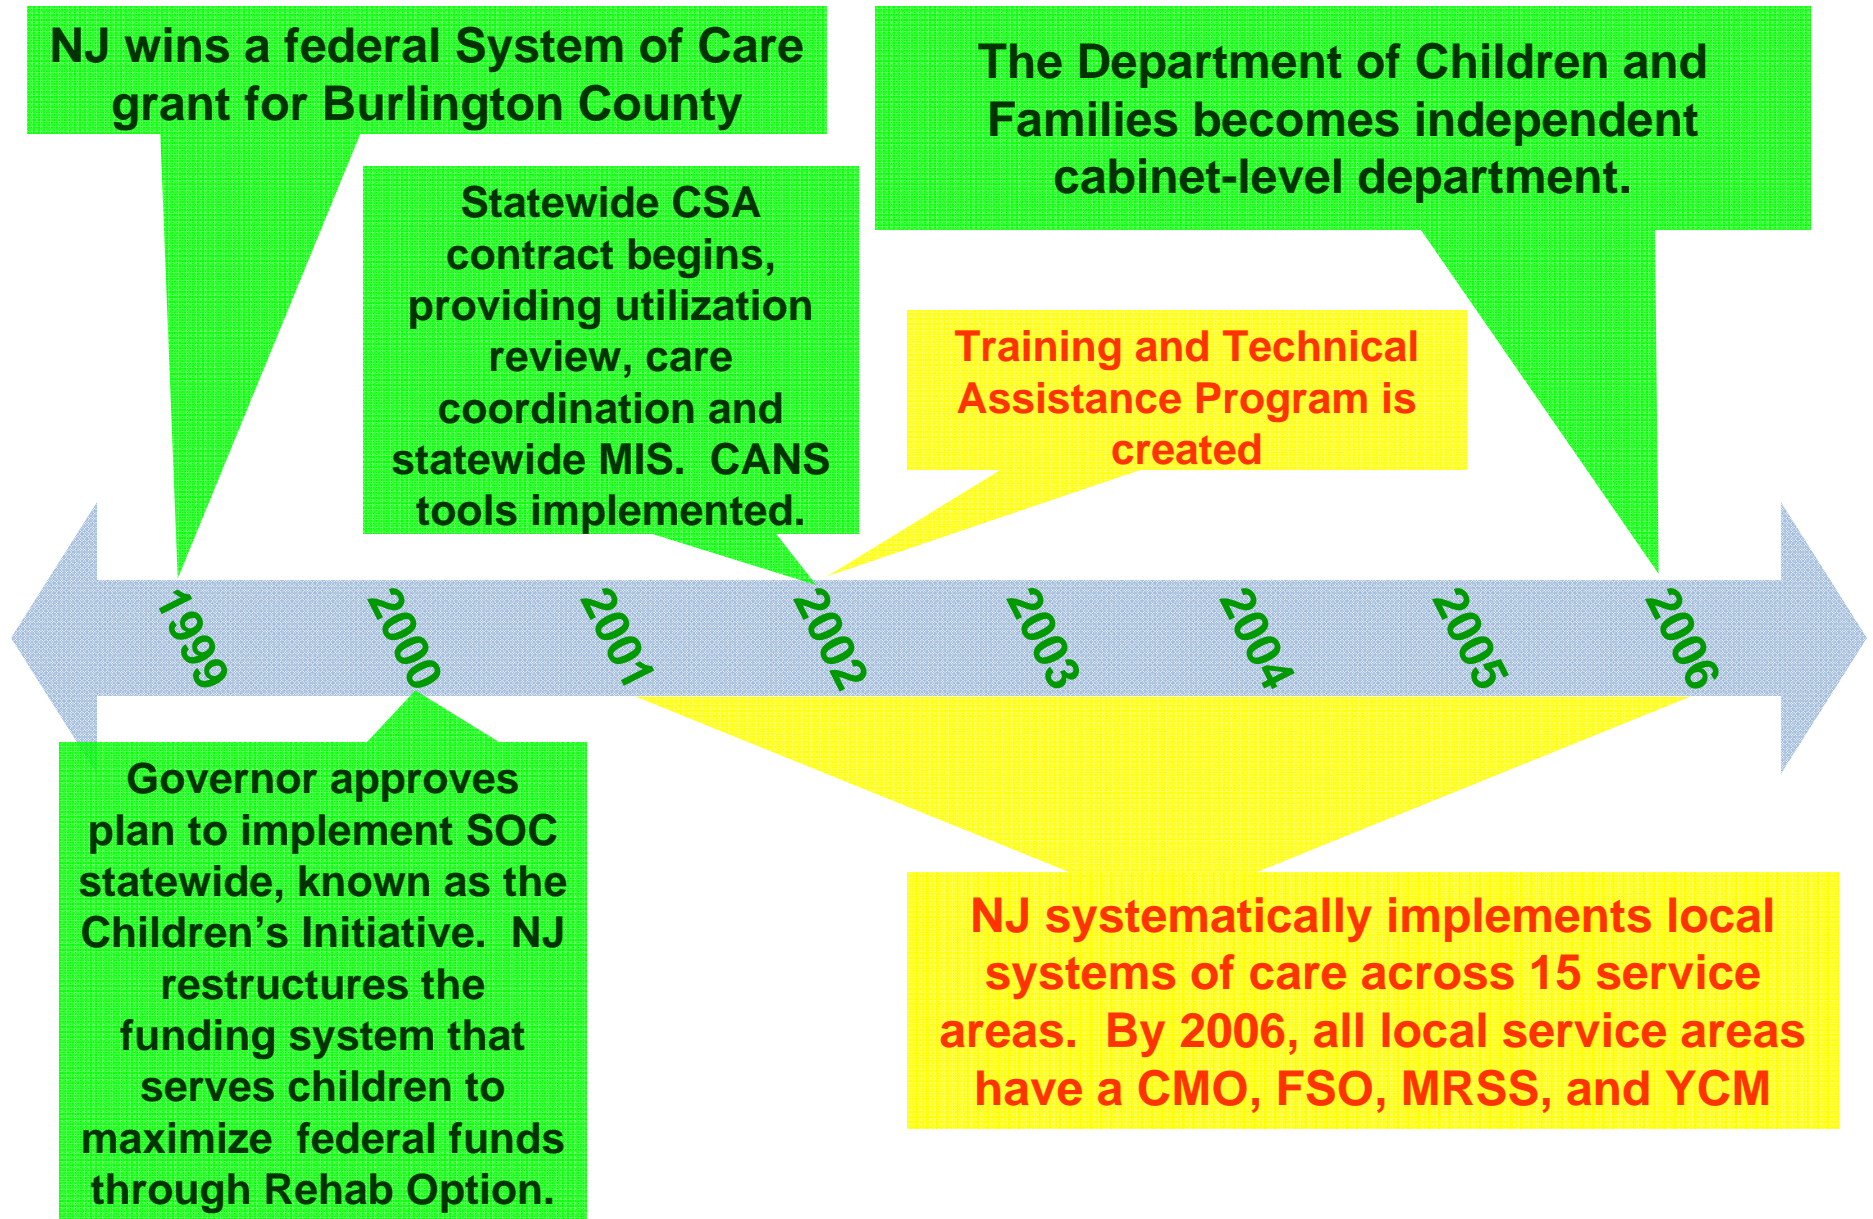 NJ wins a federal System of Care
grant for Burlington County
The Department of Children and
Families becomes independent
cabinet-level department.
Statewide CSA
contract begins,
providing utilization
review, care
coordination and
statewide MIS.  CANS
tools implemented.
Training and Technical
Assistance Program is
created
1999
2000
2001
2002
2003
2004
2005
2006
Governor approves
plan to implement SOC
statewide, known as the
Children’s Initiative.  NJ
restructures the
funding system that
serves children to
maximize  federal funds
through Rehab Option.
NJ systematically implements local
systems of care across 15 service
areas.  By 2006, all local service areas
have a CMO, FSO, MRSS, and YCM